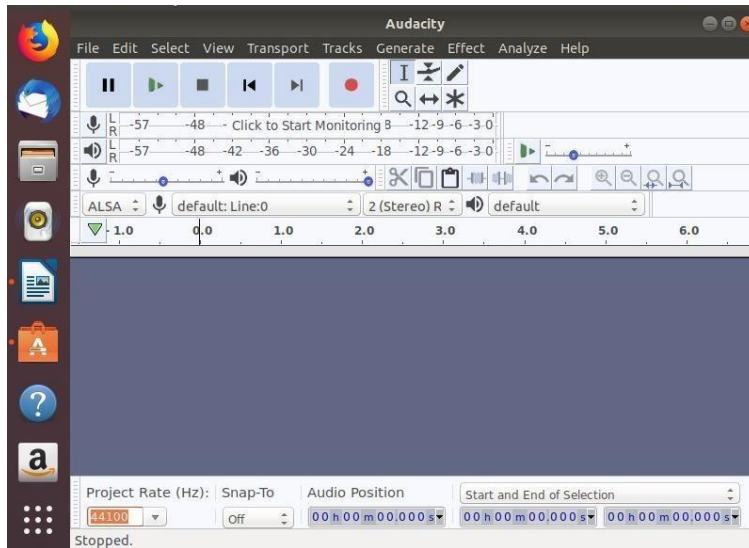 Audacity
File Edit Select View Transport Tracks Generate Effect Analyze Help
L
R -57 -48 - Click to Start Monitoring 8 -12 -9 -6 -3 0
L
R -57 -48 -42 -36 -30 -24 -18 -12 -9 -6 -3 0
- + - + - +
ALSA default: Line:0 2 (Stereo) R default
- 1.0 0.0 1.0 2.0 3.0 4.0 5.0 6.0
a
Project Rate (Hz): Snap-To Audio Position Start and End of Selection
44100 Off 00 h 00 m 00.000 s 00 h 00 m 00.000 s 00 h 00 m 00.000 s
Stopped.